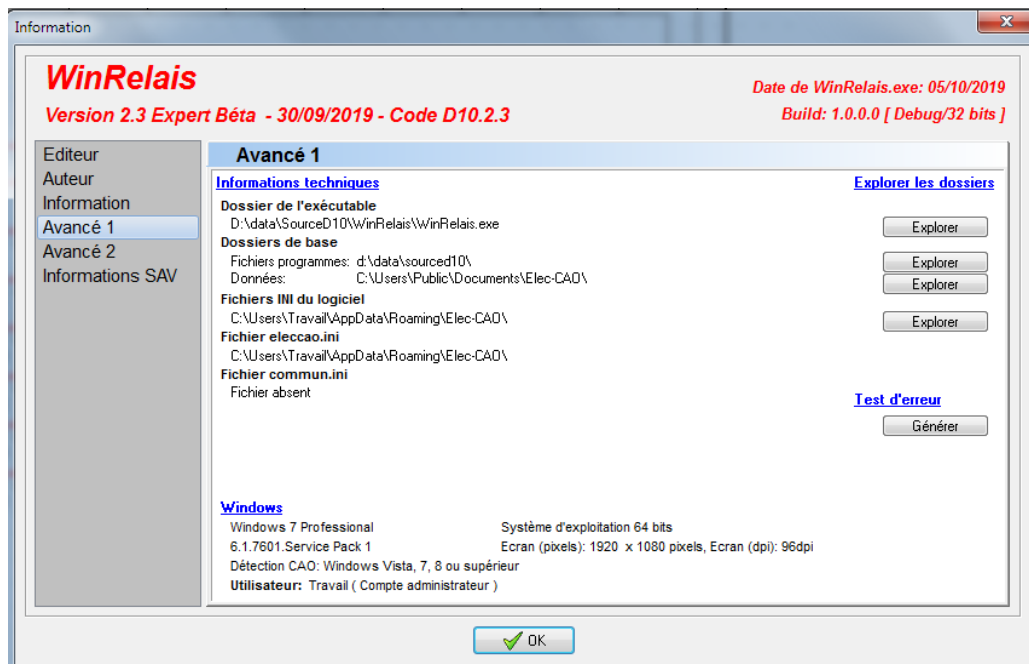 Information
WinRelais
Date de WinRelais.exe: 05/10/2019
Version 2.3 Expert Béta - 30/09/2019 - Code D10.2.3
Build: 1.0.0.0 [ Debug/32 bits ]
Editeur
Auteur
Information
Avancé 1
Avancé 2
Informations SAV
Avancé 1
Informations techniques
Explorer les dossiers
Dossier de l'exécutable
D:\data\SourceD10\WinRelais\WinRelais.exe
Explorer
Dossiers de base
Fichiers programmes: d:\data\sourced10\
Explorer
Données: C:\Users\Public\Documents\Elec-CAO\
Explorer
Fichiers INI du logiciel
C:\Users\Travail\AppData\Roaming\Elec-CAO\
Explorer
Fichier eleccao.ini
C:\Users\Travail\AppData\Roaming\Elec-CAO\
Fichier commun.ini
Fichier absent
Test d'erreur
Générer
Windows
Windows 7 Professional Système d'exploitation 64 bits
6.1.7601.Service Pack 1 Ecran (pixels): 1920 x 1080 pixels, Ecran (dpi): 96dpi
Détection CAO: Windows Vista, 7, 8 ou supérieur
Utilisateur: Travail ( Compte administrateur )
OK